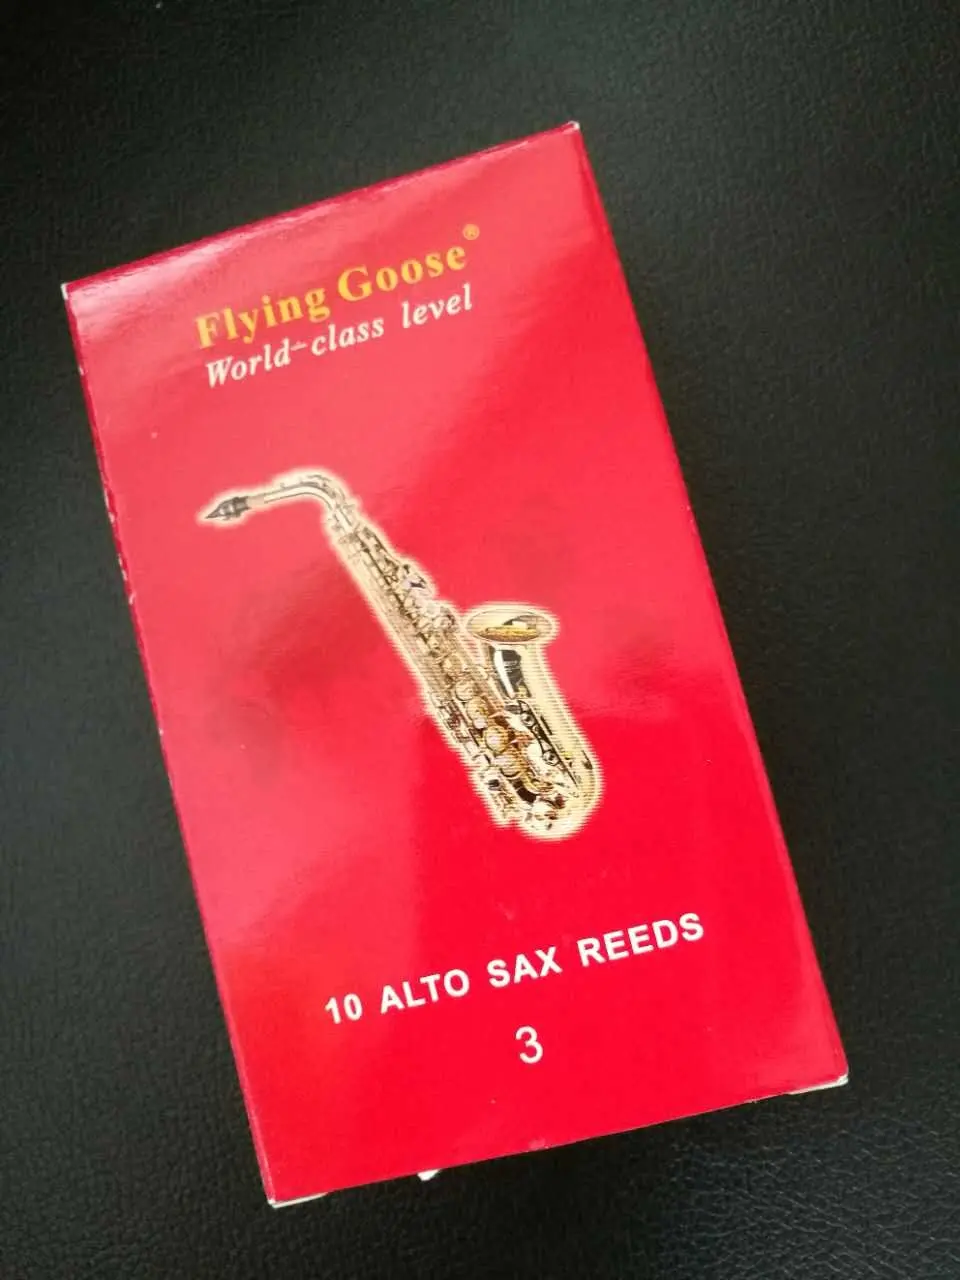 Flying Goose®
World-class level
10 ALTO SAX REEDS
3